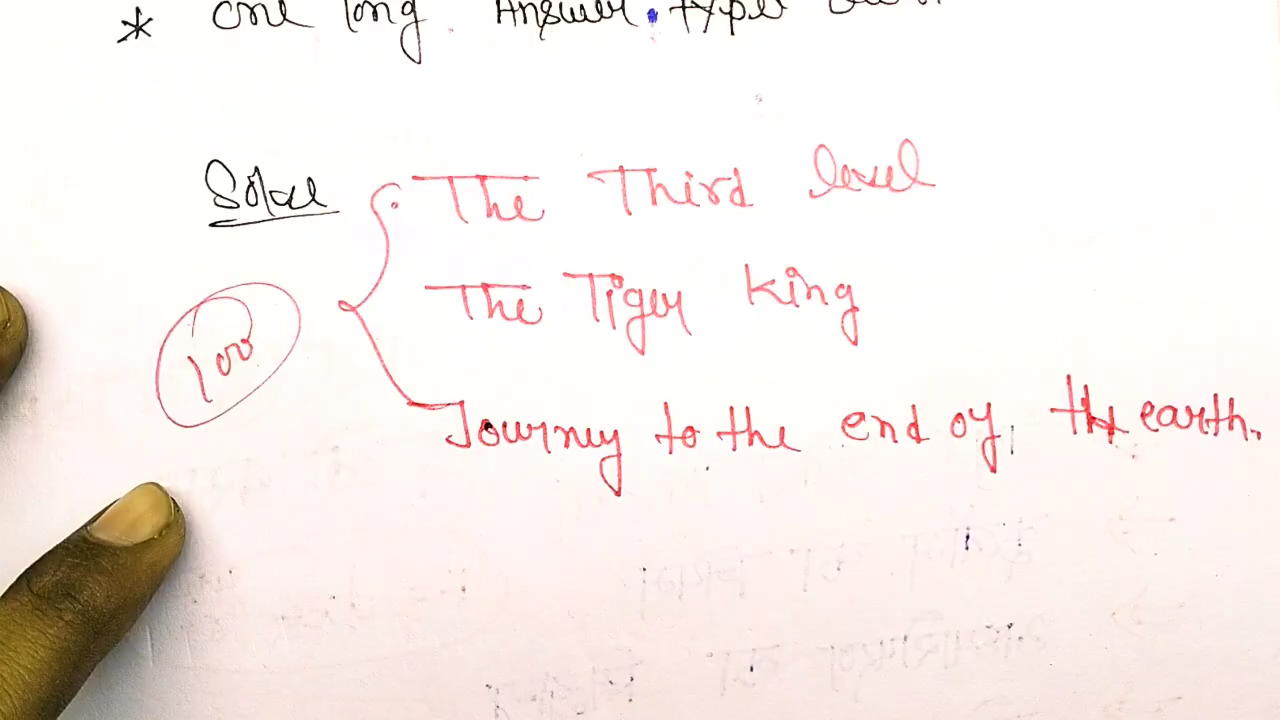 * One long Answer type
Solve The Third level
The Tiger King
100
Journey to the end of the earth.